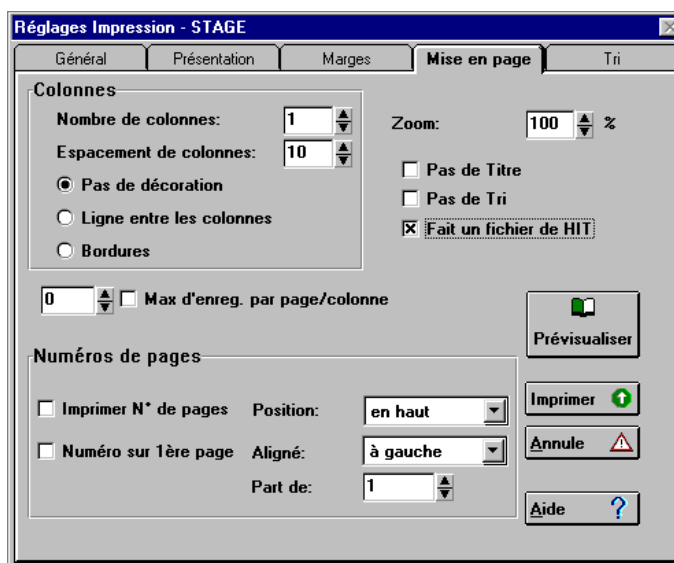 Réglages Impression - STAGE
Général Présentation Marges Mise en page Tri
Colonnes
Nombre de colonnes: 1
Espacement de colonnes: 10
Pas de décoration
Ligne entre les colonnes
Bordures
Zoom: 100 %
Pas de Titre
Pas de Tri
Fait un fichier de HIT
0 Max d'enreg. par page/colonne
Prévisualiser
Numéros de pages
Imprimer N° de pages Position: en haut
Numéro sur 1ère page Aligné: à gauche
Part de: 1
Imprimer
Annule
Aide ?